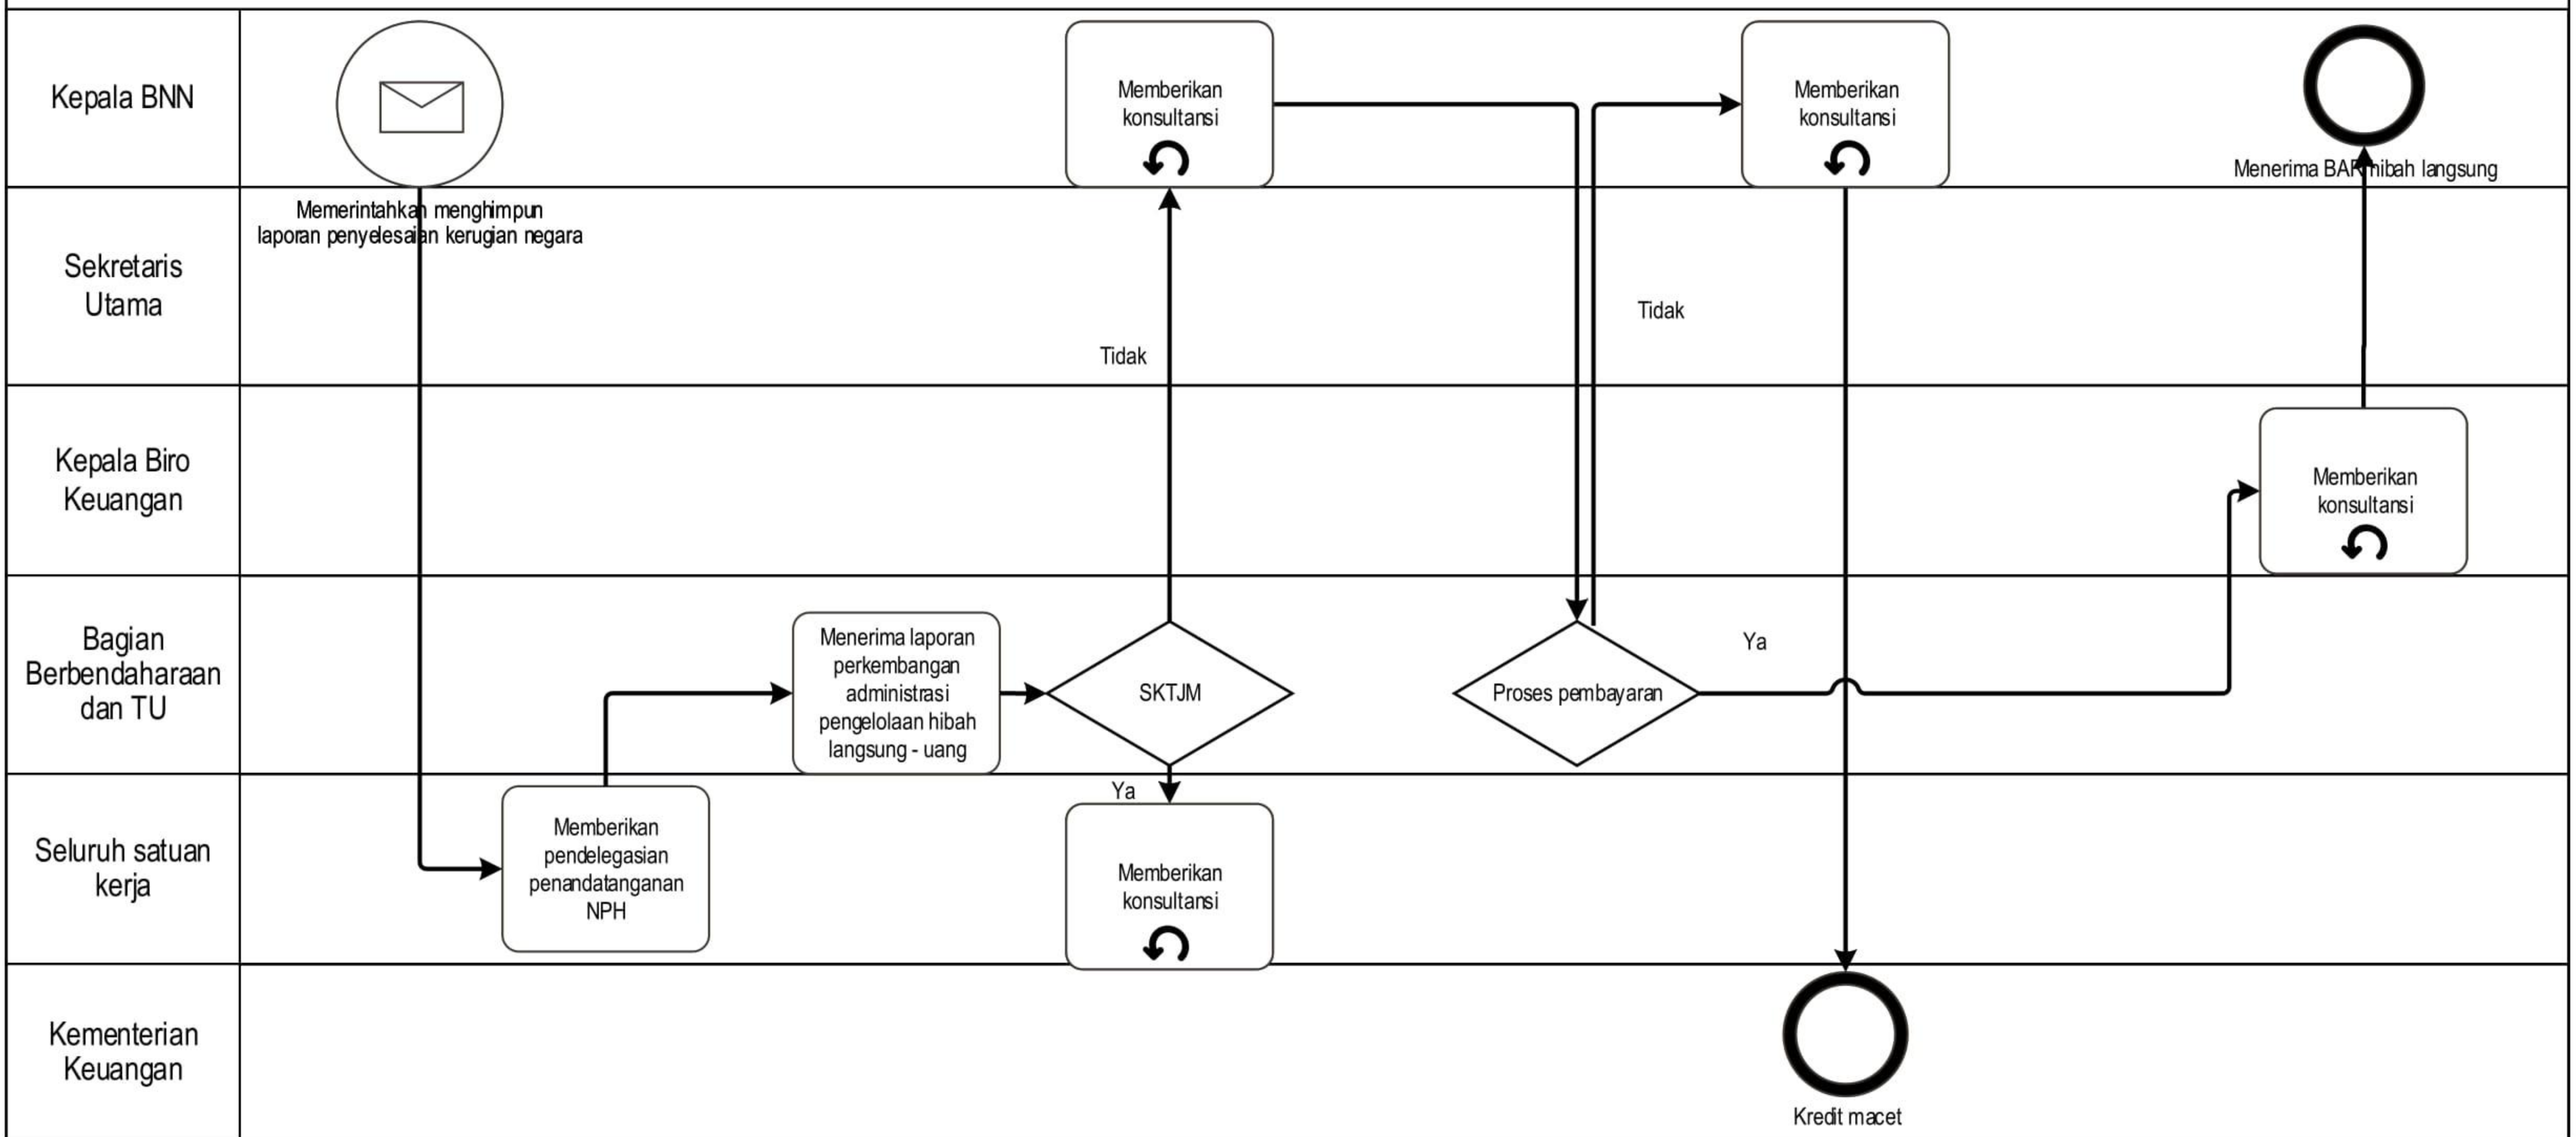 Kepala BNN
Memberikan
konsultansi
Memberikan
konsultansi
Menerima BAR hibah langsung
Sekretaris
Utama
Memerintahkan menghimpun
laporan penyelesaian kerugian negara
Tidak
Tidak
Kepala Biro
Keuangan
Memberikan
konsultansi
Bagian
Berbendaharaan
dan TU
Menerima laporan
perkembangan
administrasi
pengelolaan hibah
langsung - uang
SKTJM
Proses pembayaran
Ya
Seluruh satuan
kerja
Memberikan
pendelegasian
penandatanganan
NPH
Ya
Memberikan
konsultansi
Kementerian
Keuangan
Kredit macet